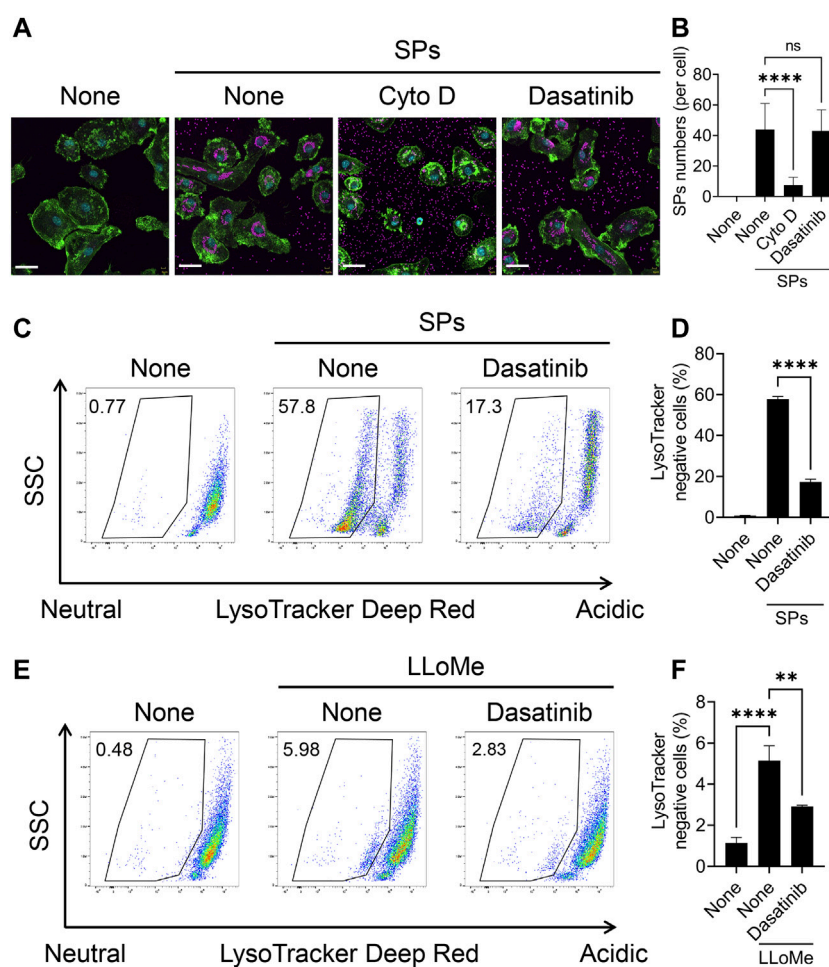 A
SPs
None
None
Cyto D
Dasatinib
B
SPs numbers (per cell)
80
60
40
20
0
ns
****
None
None
Cyto D
Dasatinib
SPs
C
SPs
None
None
Dasatinib
0.77
57.8
17.3
SSC
Neutral
LysoTracker Deep Red
Acidic
D
LysoTracker
negative cells (%)
80
60
40
20
0
****
None
None
Dasatinib
SPs
E
LLoMe
None
None
Dasatinib
0.48
5.98
2.83
SSC
Neutral
LysoTracker Deep Red
Acidic
F
LysoTracker
negative cells (%)
8
6
4
2
0
****
**
None
None
Dasatinib
LLoMe